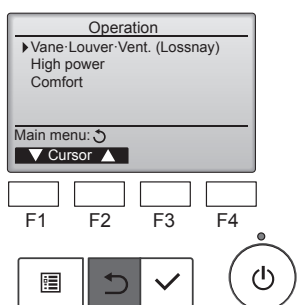 Operation
Vane·Louver·Vent. (Lossnay)
High power
Comfort
Main menu:
Cursor
F1 F2 F3 F4